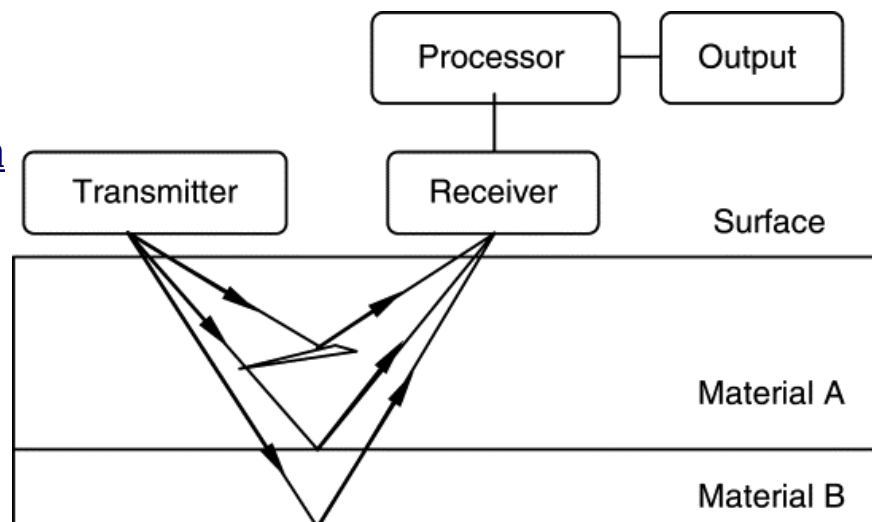 Processor
Output
Transmitter
Receiver
Surface
Material A
Material B